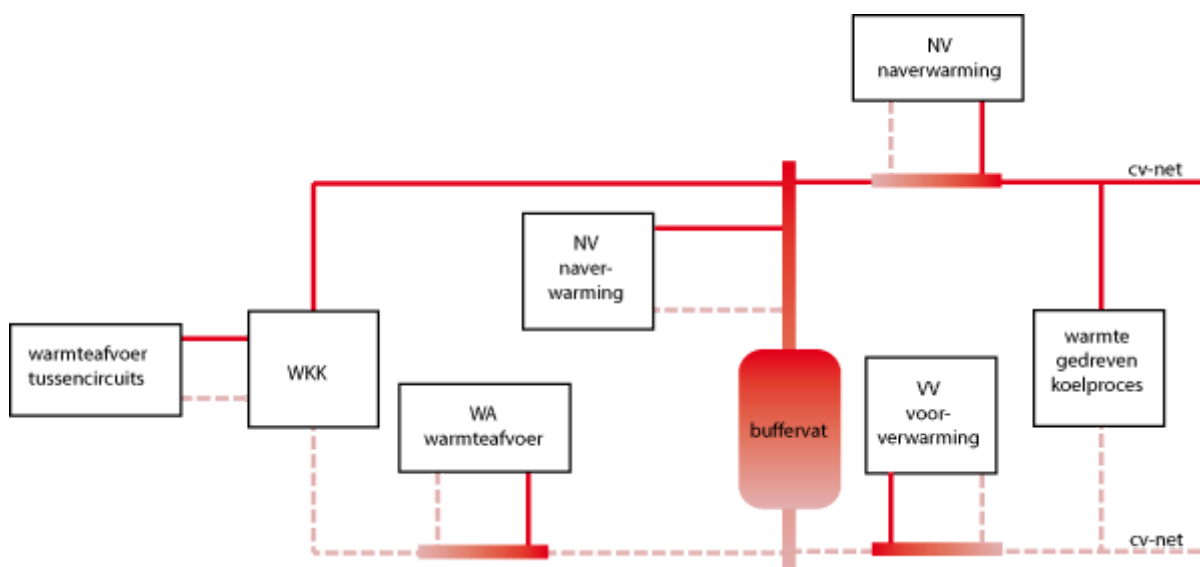 NV
naverwarming
cv-net
NV
naver-
warming
warmteafvoer
tussencircuits
WKK
WA
warmteafvoer
buffervat
VV
voor-
verwarming
warmte
gedreven
koelproces
cv-net